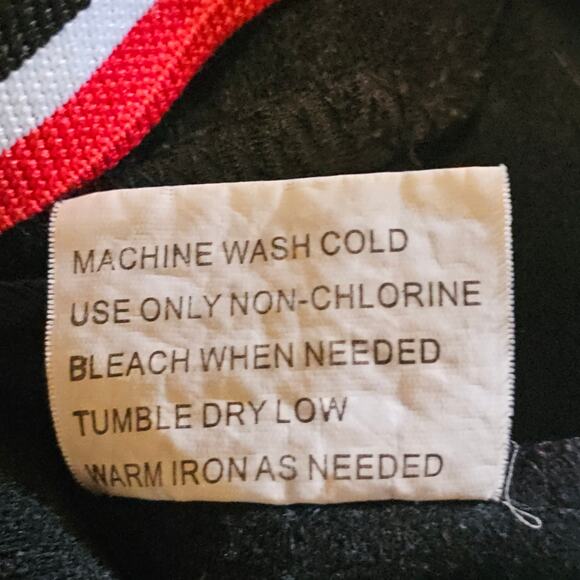 MACHINE WASH COLD
USE ONLY NON-CHLORINE
BLEACH WHEN NEEDED
TUMBLE DRY LOW
WARM IRON AS NEEDED